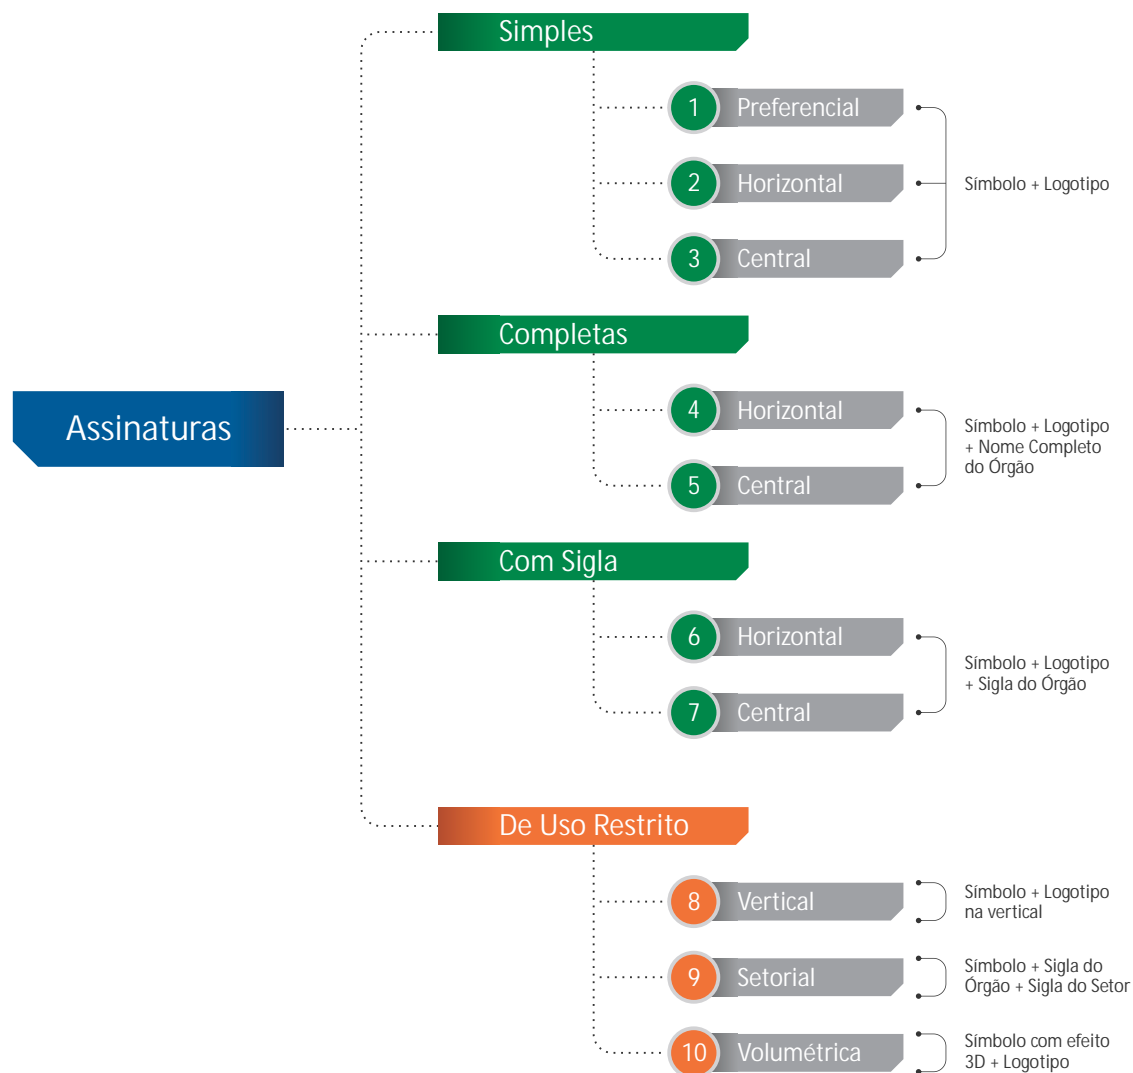 Assinaturas
Simples
1 Preferencial
2 Horizontal
3 Central
Símbolo + Logotipo
Completas
4 Horizontal
5 Central
Símbolo + Logotipo
+ Nome Completo
do Órgão
Com Sigla
6 Horizontal
7 Central
Símbolo + Logotipo
+ Sigla do Órgão
De Uso Restrito
8 Vertical
Símbolo + Logotipo
na vertical
9 Setorial
Símbolo + Sigla do
Órgão + Sigla do Setor
10 Volumétrica
Símbolo com efeito
3D + Logotipo